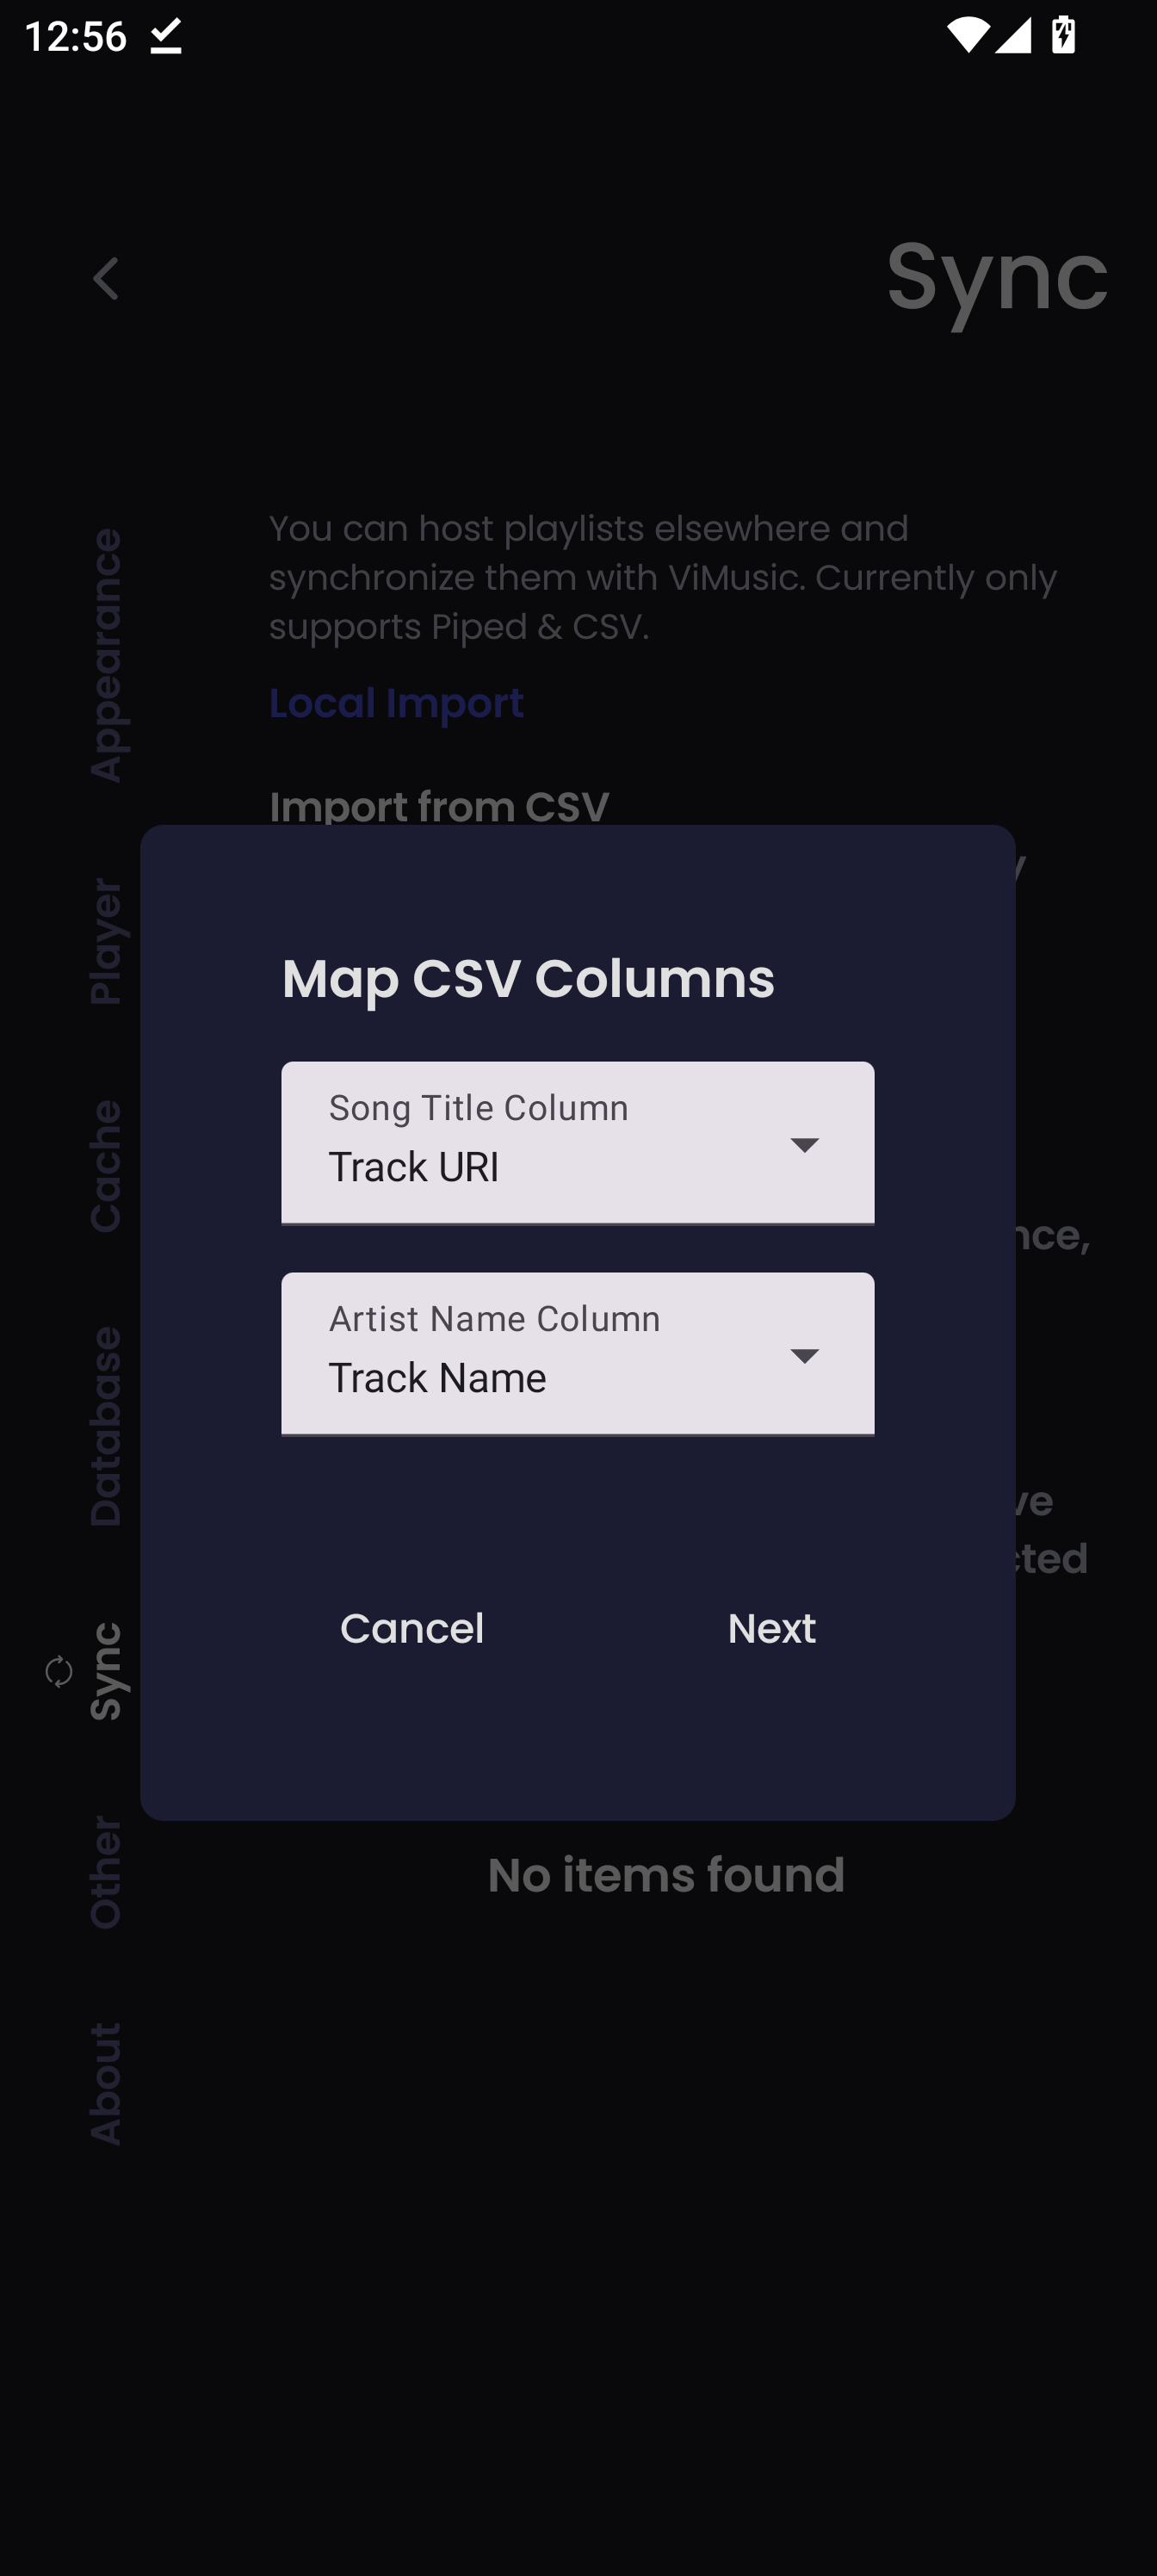 12:56
70
Sync
You can host playlists elsewhere and
synchronize them with ViMusic. Currently only
supports Piped & CSV.
Local Import
Import from CSV
Map CSV Columns
Song Title Column
Track URI
Artist Name Column
Track Name
Cancel
Next
No items found
Appearance
Player
Cache
Database
Sync
Other
About